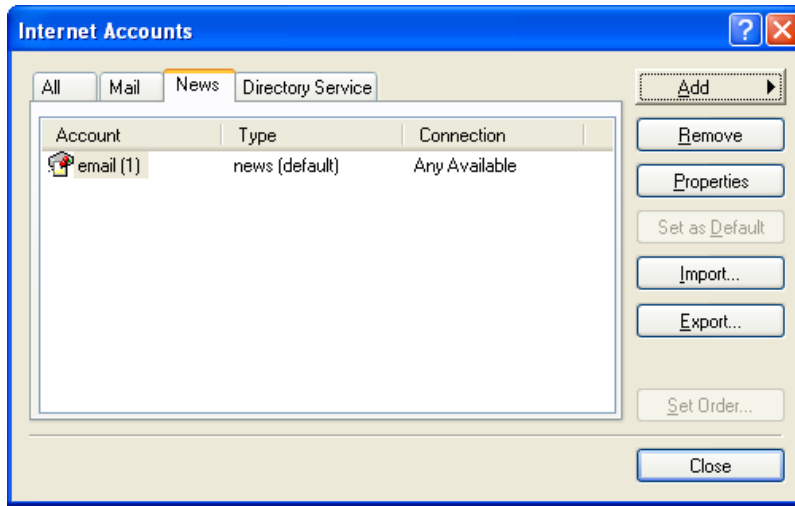 Internet Accounts
All Mail News Directory Service
Account Type Connection
email (1) news (default) Any Available
Add
Remove
Properties
Set as Default
Import...
Export...
Set Order...
Close